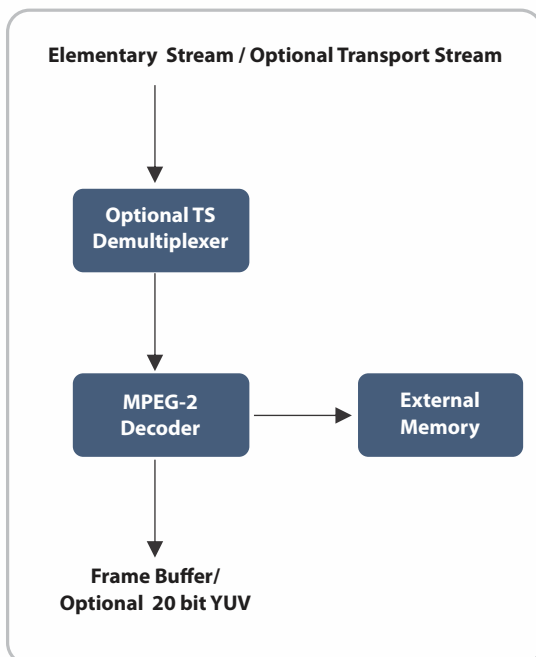 Elementary Stream / Optional Transport Stream
Optional TS
Demultiplexer
MPEG-2
Decoder
External
Memory
Frame Buffer/
Optional 20 bit YUV